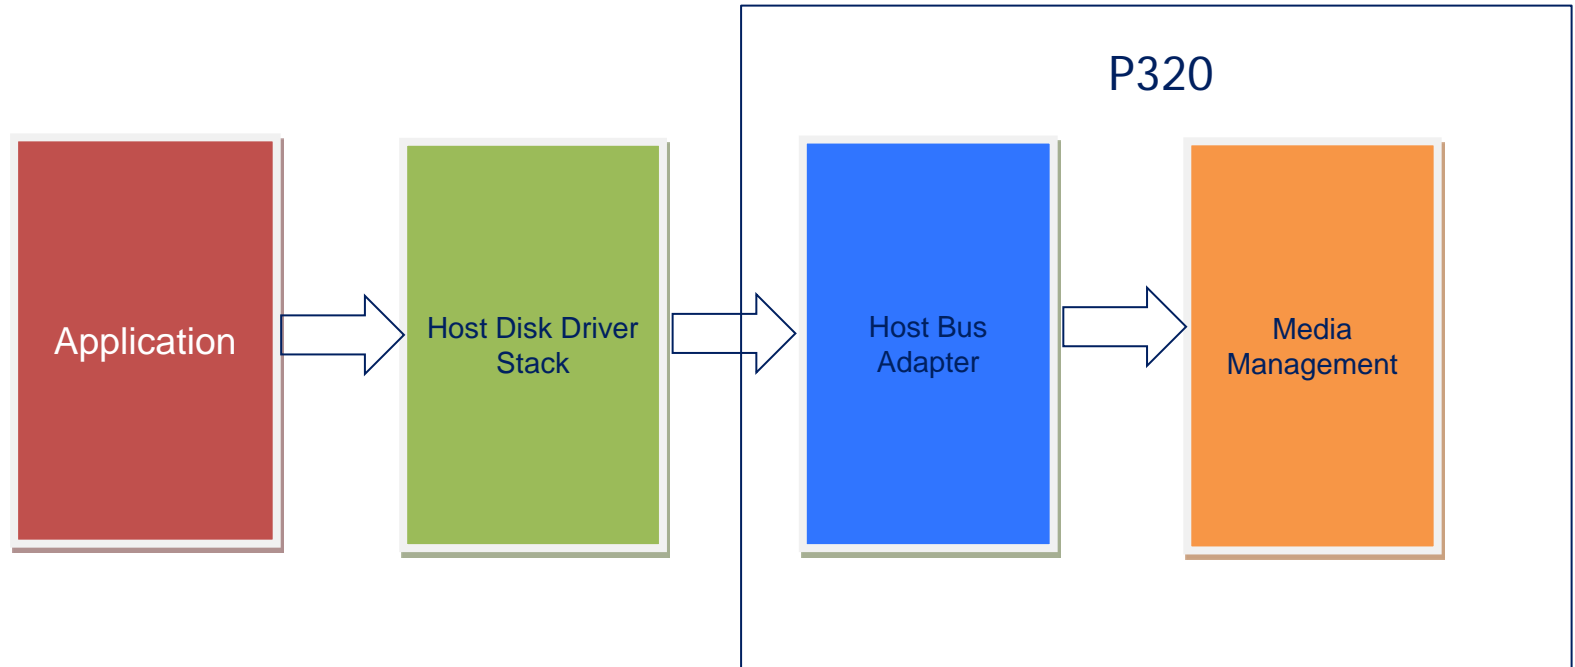 P320
Application
Host Disk Driver
Stack
Host Bus
Adapter
Media
Management